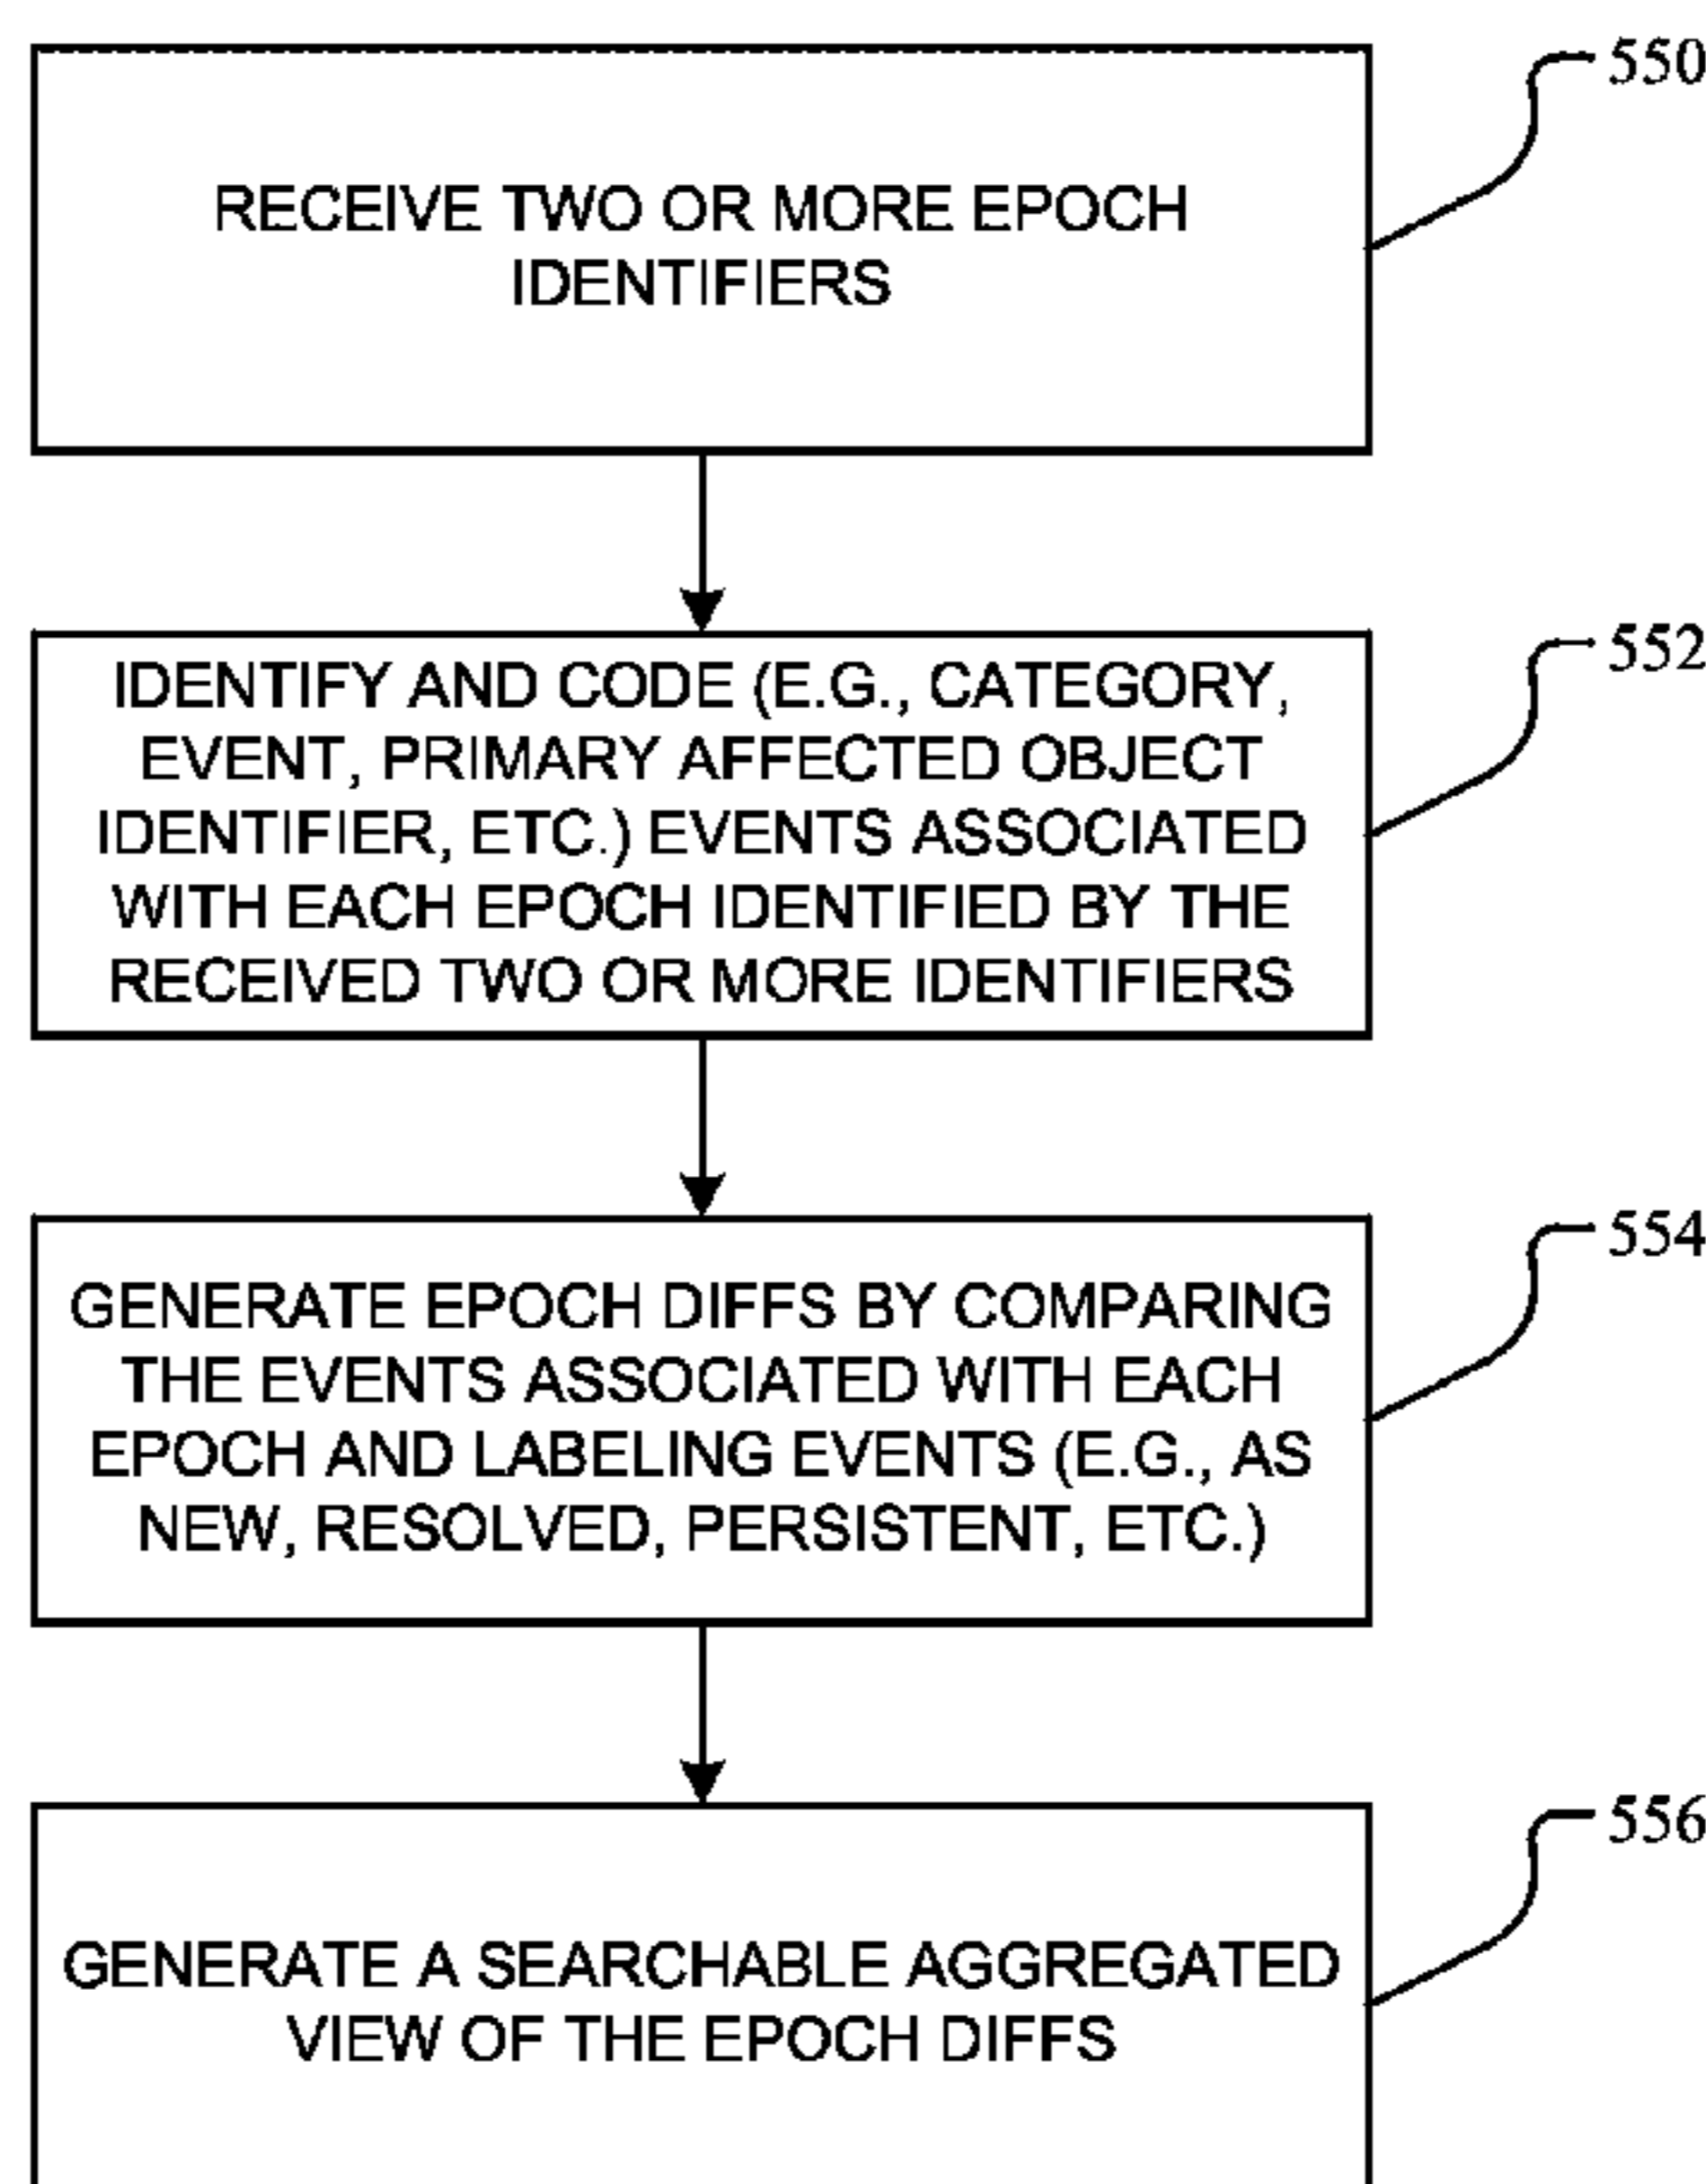 550
RECEIVE TWO OR MORE EPOCH
IDENTIFIERS
552
IDENTIFY AND CODE (E.G., CATEGORY,
EVENT, PRIMARY AFFECTED OBJECT
IDENTIFIER, ETC.) EVENTS ASSOCIATED
WITH EACH EPOCH IDENTIFIED BY THE
RECEIVED TWO OR MORE IDENTIFIERS
554
GENERATE EPOCH DIFFS BY COMPARING
THE EVENTS ASSOCIATED WITH EACH
EPOCH AND LABELING EVENTS (E.G., AS
NEW, RESOLVED, PERSISTENT, ETC.)
556
GENERATE A SEARCHABLE AGGREGATED
VIEW OF THE EPOCH DIFFS